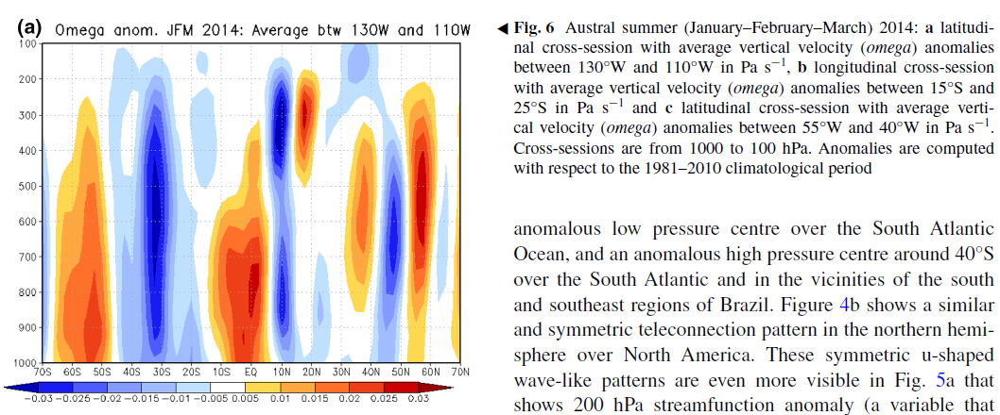 (a) Omega anom. JFM 2014: Average btw 130W and 110W
100
200
300
400
500
600
700
800
900
1000
70S 60S 50S 40S 30S 20S 10S EQ 10N 20N 30N 40N 50N 60N 70N
−0.03 −0.025 −0.02 −0.015 −0.01 −0.005 0.005 0.01 0.015 0.02 0.025 0.03
◀ Fig. 6 Austral summer (January–February–March) 2014: a latitudi-
nal cross-session with average vertical velocity (omega) anomalies
between 130°W and 110°W in Pa s−1, b longitudinal cross-session
with average vertical velocity (omega) anomalies between 15°S and
25°S in Pa s−1 and c latitudinal cross-session with average verti-
cal velocity (omega) anomalies between 55°W and 40°W in Pa s−1.
Cross-sessions are from 1000 to 100 hPa. Anomalies are computed
with respect to the 1981–2010 climatological period
anomalous low pressure centre over the South Atlantic
Ocean, and an anomalous high pressure centre around 40°S
over the South Atlantic and in the vicinities of the south
and southeast regions of Brazil. Figure 4b shows a similar
and symmetric teleconnection pattern in the northern hemi-
sphere over North America. These symmetric u-shaped
wave-like patterns are even more visible in Fig. 5a that
shows 200 hPa streamfunction anomaly (a variable that